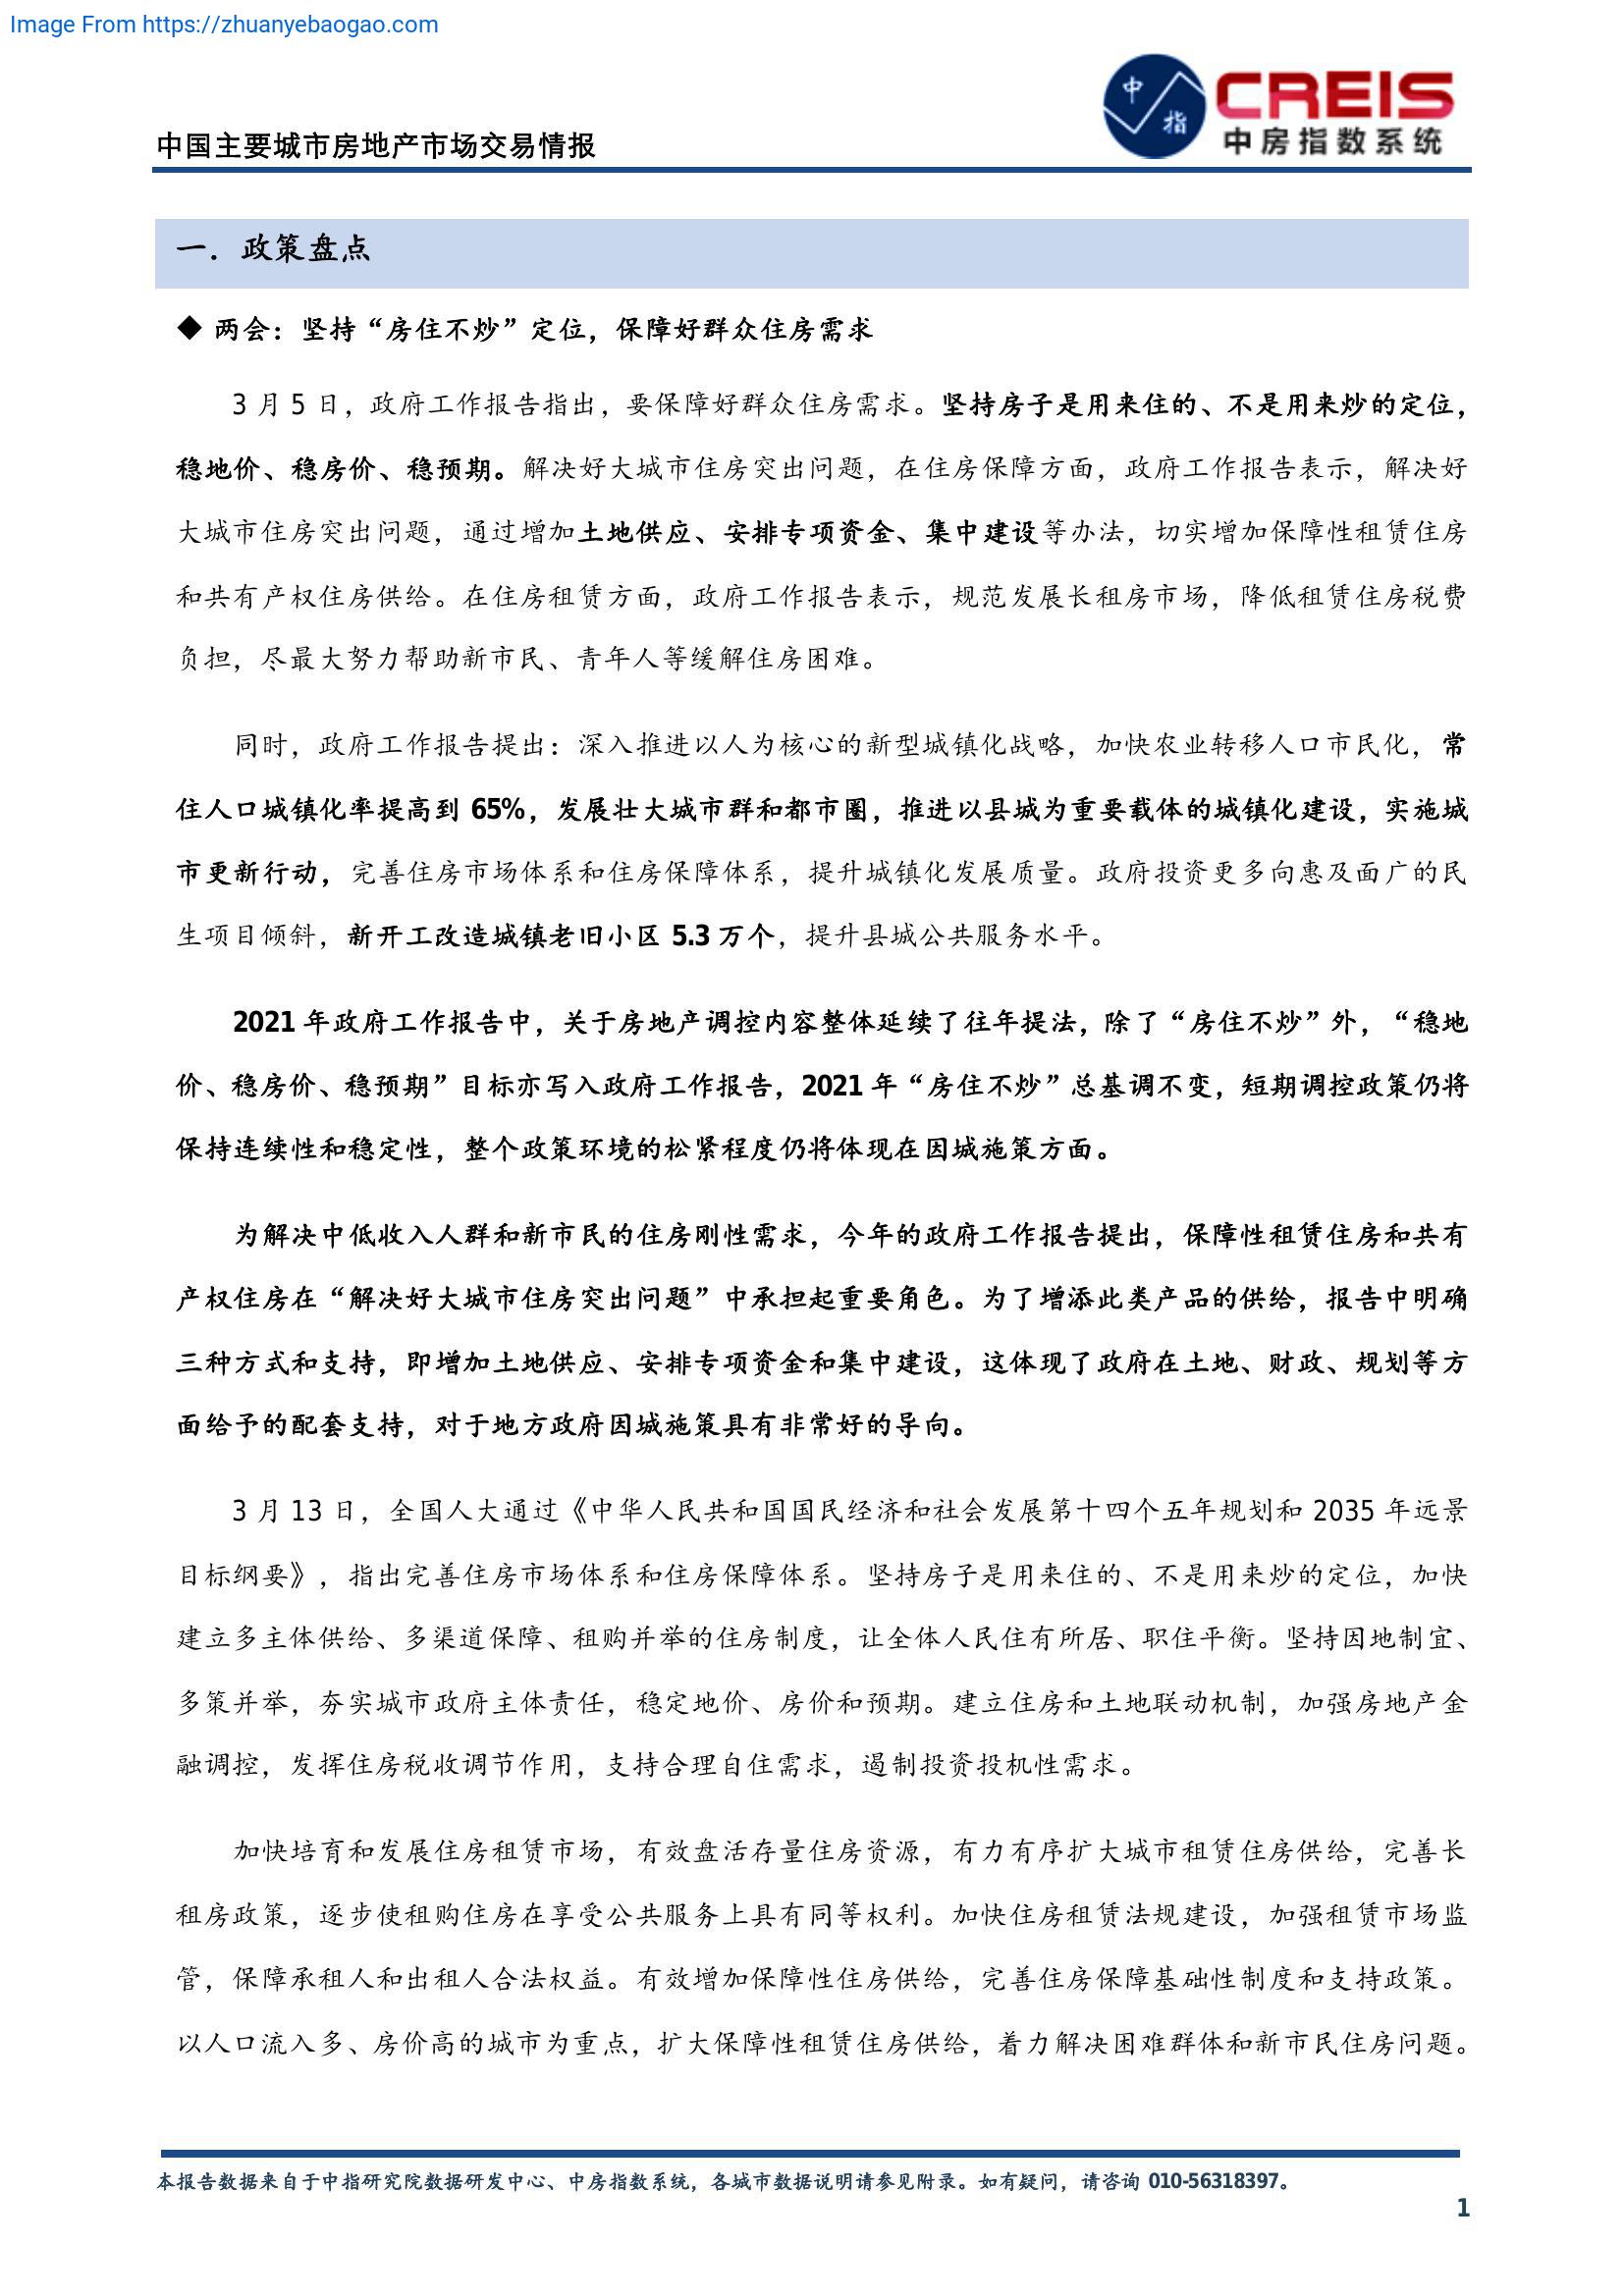 Image From https://zhuanyebaogao.com
中指
CREIS
中房指数系统
中国主要城市房地产市场交易情报
一．政策盘点
◆ 两会：坚持“房住不炒”定位，保障好群众住房需求
3 月 5 日，政府工作报告指出，要保障好群众住房需求。坚持房子是用来住的、不是用来炒的定位，
稳地价、稳房价、稳预期。解决好大城市住房突出问题，在住房保障方面，政府工作报告表示，解决好
大城市住房突出问题，通过增加土地供应、安排专项资金、集中建设等办法，切实增加保障性租赁住房
和共有产权住房供给。在住房租赁方面，政府工作报告表示，规范发展长租房市场，降低租赁住房税费
负担，尽最大努力帮助新市民、青年人等缓解住房困难。
同时，政府工作报告提出：深入推进以人为核心的新型城镇化战略，加快农业转移人口市民化，常
住人口城镇化率提高到 65%，发展壮大城市群和都市圈，推进以县城为重要载体的城镇化建设，实施城
市更新行动，完善住房市场体系和住房保障体系，提升城镇化发展质量。政府投资更多向惠及面广的民
生项目倾斜，新开工改造城镇老旧小区 5.3 万个，提升县城公共服务水平。
2021 年政府工作报告中，关于房地产调控内容整体延续了往年提法，除了“房住不炒”外，“稳地
价、稳房价、稳预期”目标亦写入政府工作报告，2021 年“房住不炒”总基调不变，短期调控政策仍将
保持连续性和稳定性，整个政策环境的松紧程度仍将体现在因城施策方面。
为解决中低收入人群和新市民的住房刚性需求，今年的政府工作报告提出，保障性租赁住房和共有
产权住房在“解决好大城市住房突出问题”中承担起重要角色。为了增添此类产品的供给，报告中明确
三种方式和支持，即增加土地供应、安排专项资金和集中建设，这体现了政府在土地、财政、规划等方
面给予的配套支持，对于地方政府因城施策具有非常好的导向。
3 月 13 日，全国人大通过《中华人民共和国国民经济和社会发展第十四个五年规划和 2035 年远景
目标纲要》，指出完善住房市场体系和住房保障体系。坚持房子是用来住的、不是用来炒的定位，加快
建立多主体供给、多渠道保障、租购并举的住房制度，让全体人民住有所居、职住平衡。坚持因地制宜、
多策并举，夯实城市政府主体责任，稳定地价、房价和预期。建立住房和土地联动机制，加强房地产金
融调控，发挥住房税收调节作用，支持合理自住需求，遏制投资投机性需求。
加快培育和发展住房租赁市场，有效盘活存量住房资源，有力有序扩大城市租赁住房供给，完善长
租房政策，逐步使租购住房在享受公共服务上具有同等权利。加快住房租赁法规建设，加强租赁市场监
管，保障承租人和出租人合法权益。有效增加保障性住房供给，完善住房保障基础性制度和支持政策。
以人口流入多、房价高的城市为重点，扩大保障性租赁住房供给，着力解决困难群体和新市民住房问题。
本报告数据来自于中指研究院数据研发中心、中房指数系统，各城市数据说明请参见附录。如有疑问，请咨询 010-56318397。
1